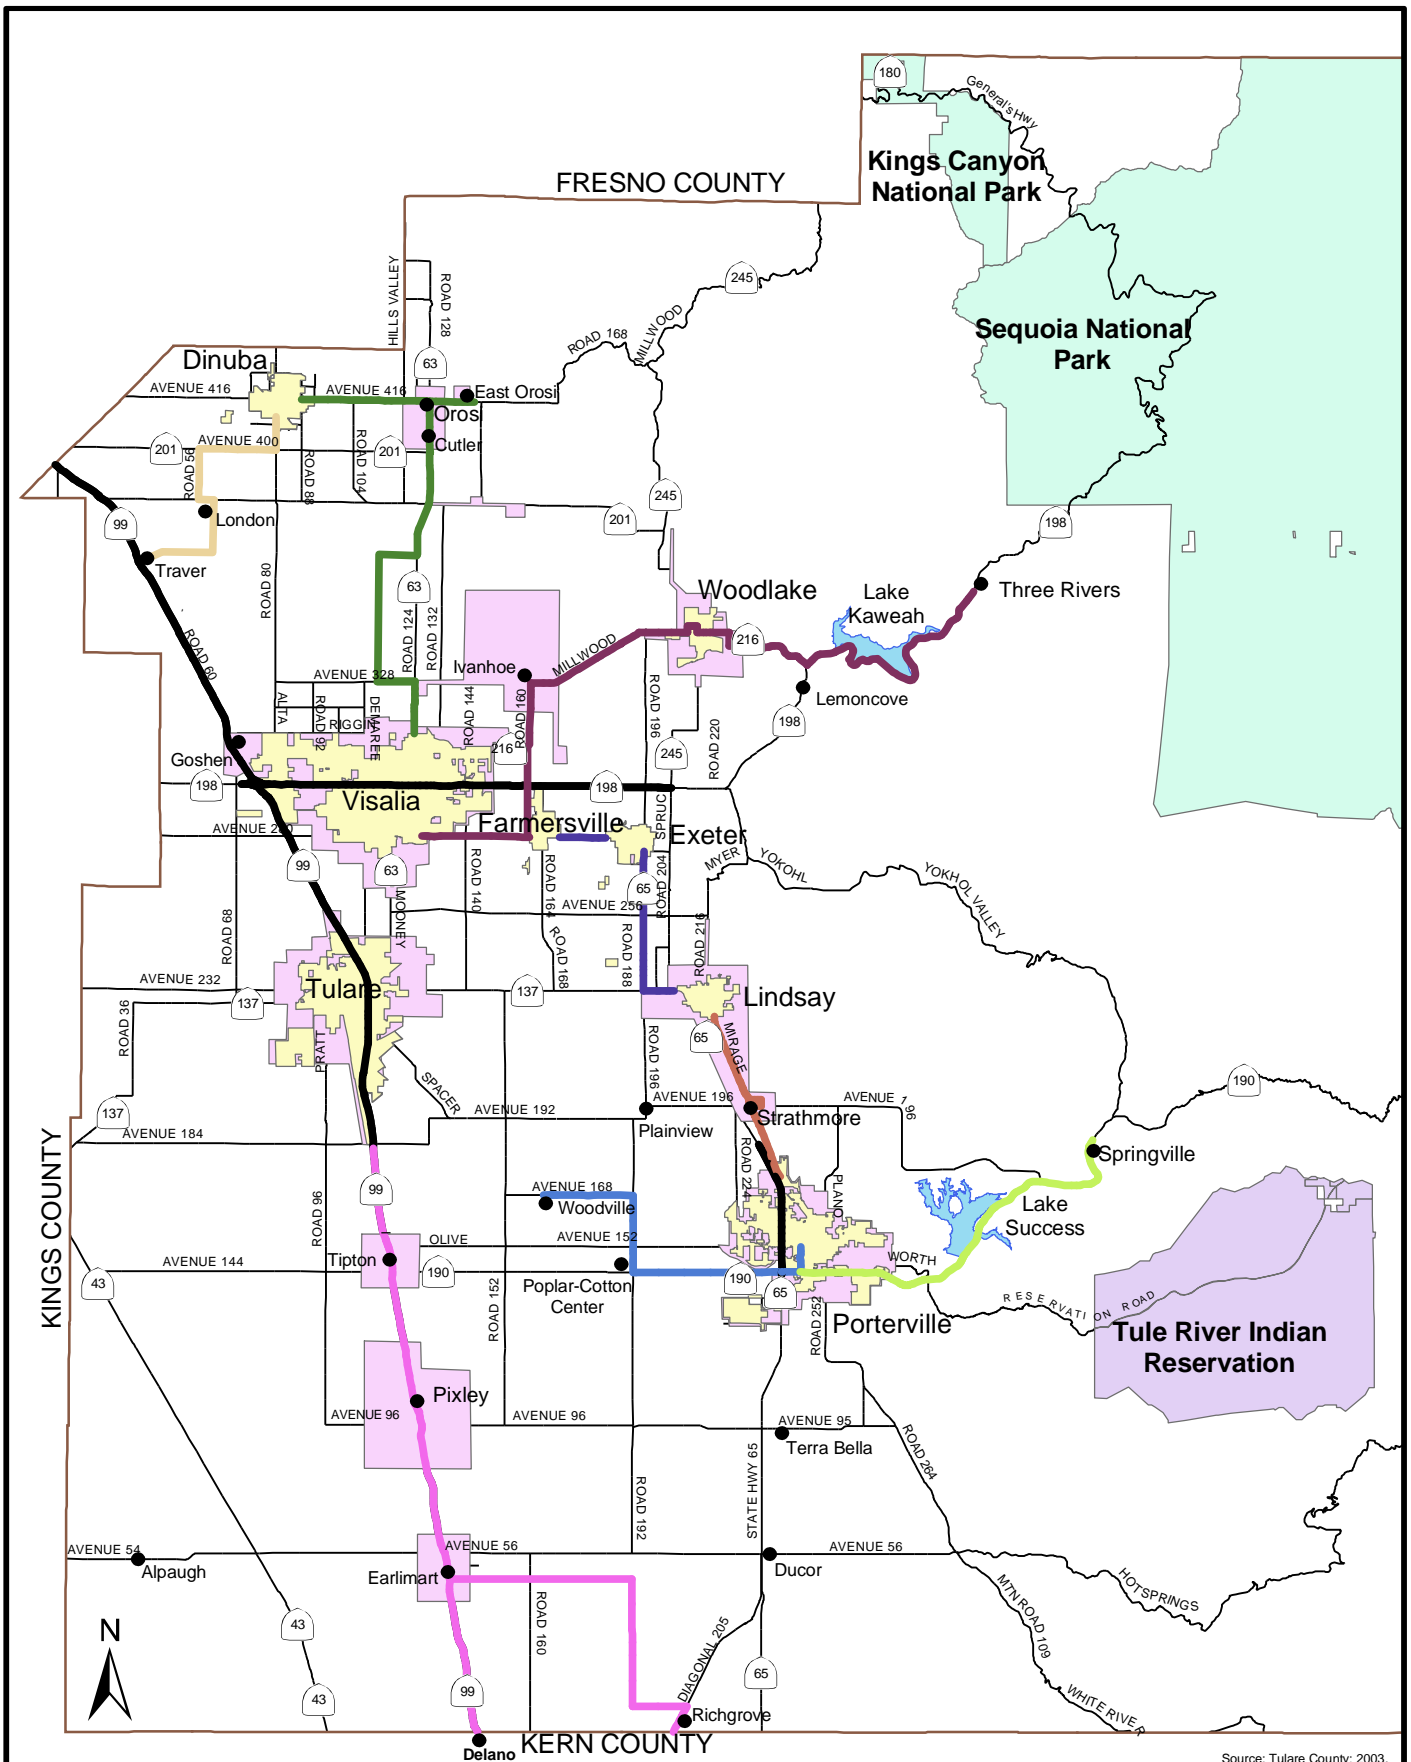 180
General's Hwy
Kings Canyon
National Park
FRESNO COUNTY
HILLS VALLEY
ROAD 128
245
MILLWOOD
ROAD 168
Sequoia National
Park
63
Dinuba
AVENUE 416
AVENUE 416
East Orosi
Orosi
Cutler
201
AVENUE 400
ROAD 56
ROAD 88
ROAD 104
201
245
201
198
99
London
Traver
ROAD 80
63
ROAD 124
ROAD 132
Woodlake
Lake
Kaweah
Three Rivers
216
ROAD 60
AVENUE 328
Ivanhoe
MILLWOOD
Lemoncove
198
ALTA
ROAD 92
RIGGIN
DEMAREE
ROAD 144
216
ROAD 160
ROAD 196
245
ROAD 220
Goshen
198
Visalia
198
SPRUC
Farmersville
Exeter
99
63
MOONEY
ROAD 140
ROAD 164
65
ROAD 204
MYER
YOKOHL
YOKHOL VALLEY
AVENUE 256
ROAD 68
ROAD 168
ROAD 188
ROAD 216
AVENUE 232
137
Tulare
137
Lindsay
ROAD 36
PRATT
65
MIRAGE
SPACER
ROAD 196
190
137
AVENUE 192
AVENUE 196
AVENUE 196
Plainview
Strathmore
AVENUE 184
ROAD 224
Springville
KINGS COUNTY
99
ROAD 96
AVENUE 168
Woodville
PLANO
Lake
Success
OLIVE
AVENUE 152
Tipton
AVENUE 144
190
WORTH
43
ROAD 152
Poplar-Cotton
Center
190
65
ROAD 252
Porterville
RESERVATION ROAD
Tule River Indian
Reservation
Pixley
AVENUE 96
AVENUE 96
AVENUE 95
Terra Bella
ROAD 264
STATE HWY 65
ROAD 192
AVENUE 54
Alpaugh
AVENUE 56
AVENUE 56
Earlimart
Ducor
HOT SPRINGS
ROAD 160
MTN ROAD 109
N
43
43
99
DIAGONAL 205
65
WHITE RIVER
Richgrove
Delano
KERN COUNTY
Source: Tulare County; 2003.